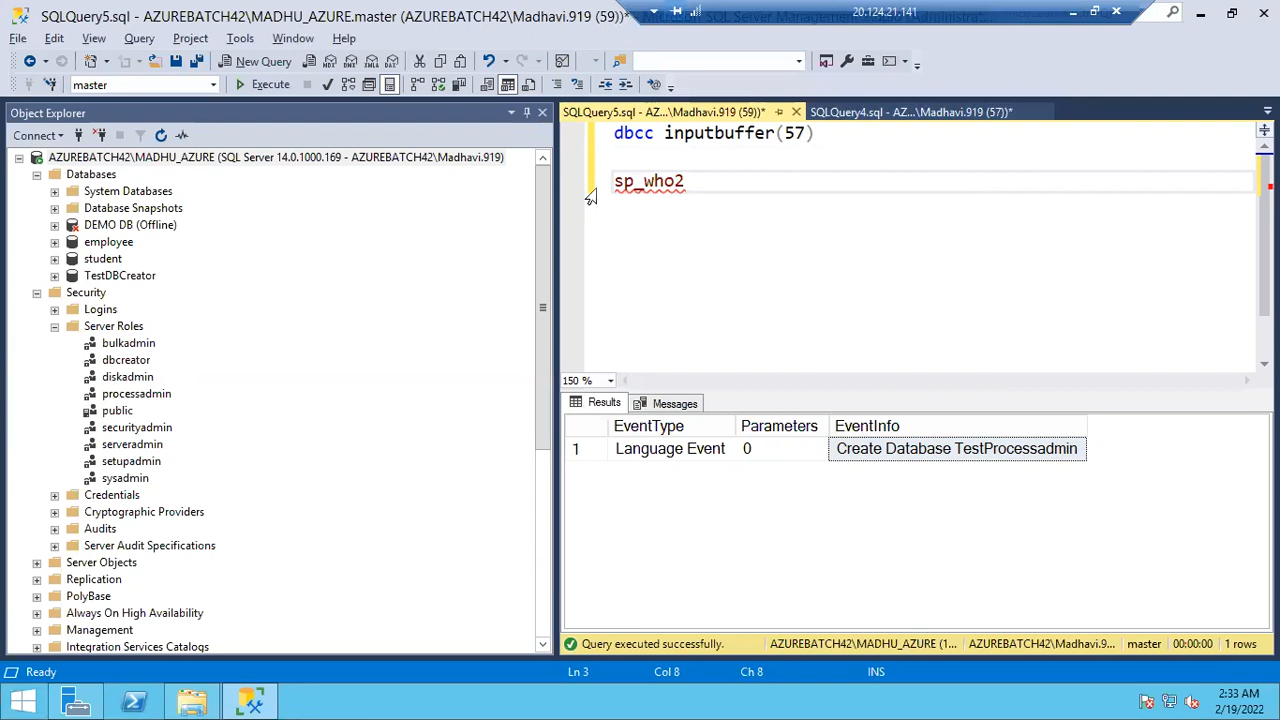 SQLQuery5.sql - AZUREBATCH42\MADHU_AZURE.master (AZUREBATCH42\Madhavi.919 (59))*
20.124.21.141
File Edit View Query Project Tools Window Help
New Query
master
Execute
Object Explorer
Connect
AZUREBATCH42\MADHU_AZURE (SQL Server 14.0.1000.169 - AZUREBATCH42\Madhavi.919)
Databases
System Databases
Database Snapshots
DEMO DB (Offline)
employee
student
TestDBCreator
Security
Logins
Server Roles
bulkadmin
dbcreator
diskadmin
processadmin
public
securityadmin
serveradmin
setupadmin
sysadmin
Credentials
Cryptographic Providers
Audits
Server Audit Specifications
Server Objects
Replication
PolyBase
Always On High Availability
Management
Integration Services Catalogs
SQLQuery5.sql - AZ...\Madhavi.919 (59))* SQLQuery4.sql - AZ...\Madhavi.919 (57))*
dbcc inputbuffer(57)
sp_who2
150 %
Results Messages
EventType Parameters EventInfo
1 Language Event 0 Create Database TestProcessadmin
Query executed successfully. AZUREBATCH42\MADHU_AZURE (1... AZUREBATCH42\Madhavi.9... master 00:00:00 1 rows
Ready Ln 3 Col 8 Ch 8 INS
2:33 AM
2/19/2022